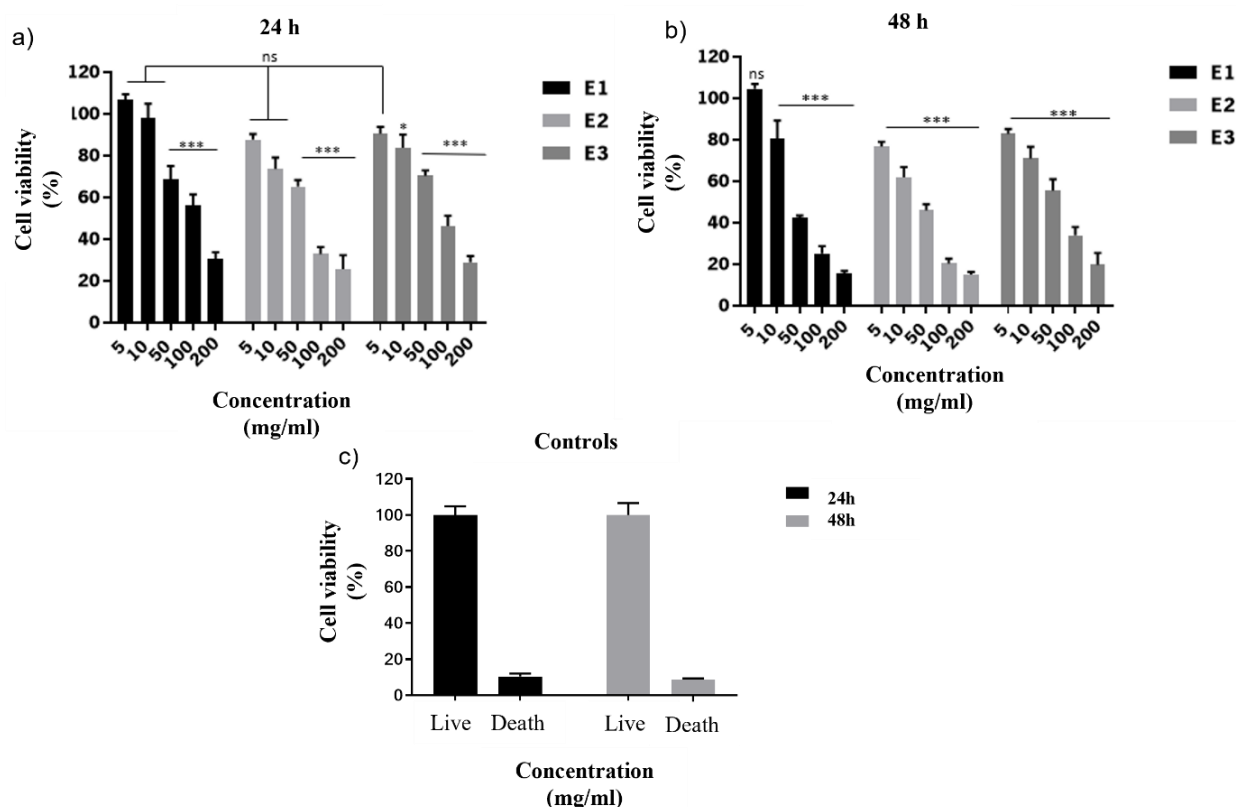 a)
24 h
ns
120
100
80
60
40
20
0
Cell viability
(%)
***
***
*
***
5 10 50 100 200 5 10 50 100 200 5 10 50 100 200
Concentration
(mg/ml)
E1
E2
E3
b)
48 h
120
100
80
60
40
20
0
Cell viability
(%)
ns
***
***
***
5 10 50 100 200 5 10 50 100 200 5 10 50 100 200
Concentration
(mg/ml)
E1
E2
E3
c)
Controls
120
100
80
60
40
20
0
Cell viability
(%)
Live Death Live Death
Concentration
(mg/ml)
24h
48h